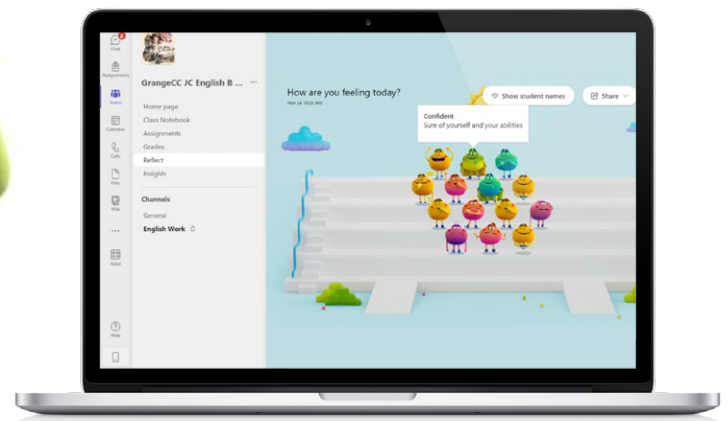 Chat
Assignments
Teams
Calendar
Calls
Files
Apps
Help
GrangeCC JC English B ... ...
Home page
Class Notebook
Assignments
Grades
Reflect
Insights
Channels
General
English Work
How are you feeling today?
Show student names
Share
Confident
Sure of yourself and your abilities